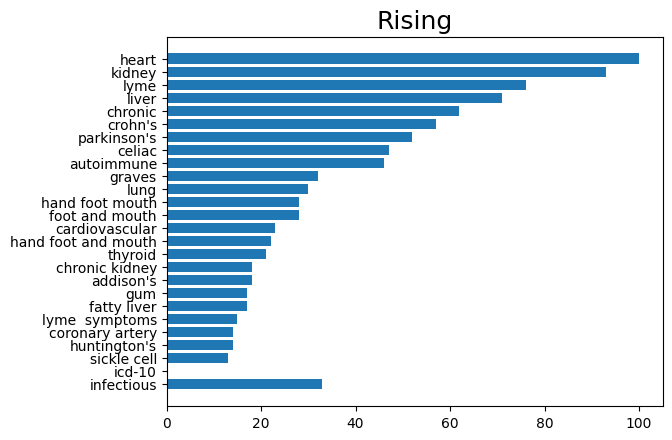 Rising
heart
kidney
lyme
liver
chronic
crohn's
parkinson's
celiac
autoimmune
graves
lung
hand foot mouth
foot and mouth
cardiovascular
hand foot and mouth
thyroid
chronic kidney
addison's
gum
fatty liver
lyme  symptoms
coronary artery
huntington's
sickle cell
icd-10
infectious
0 20 40 60 80 100